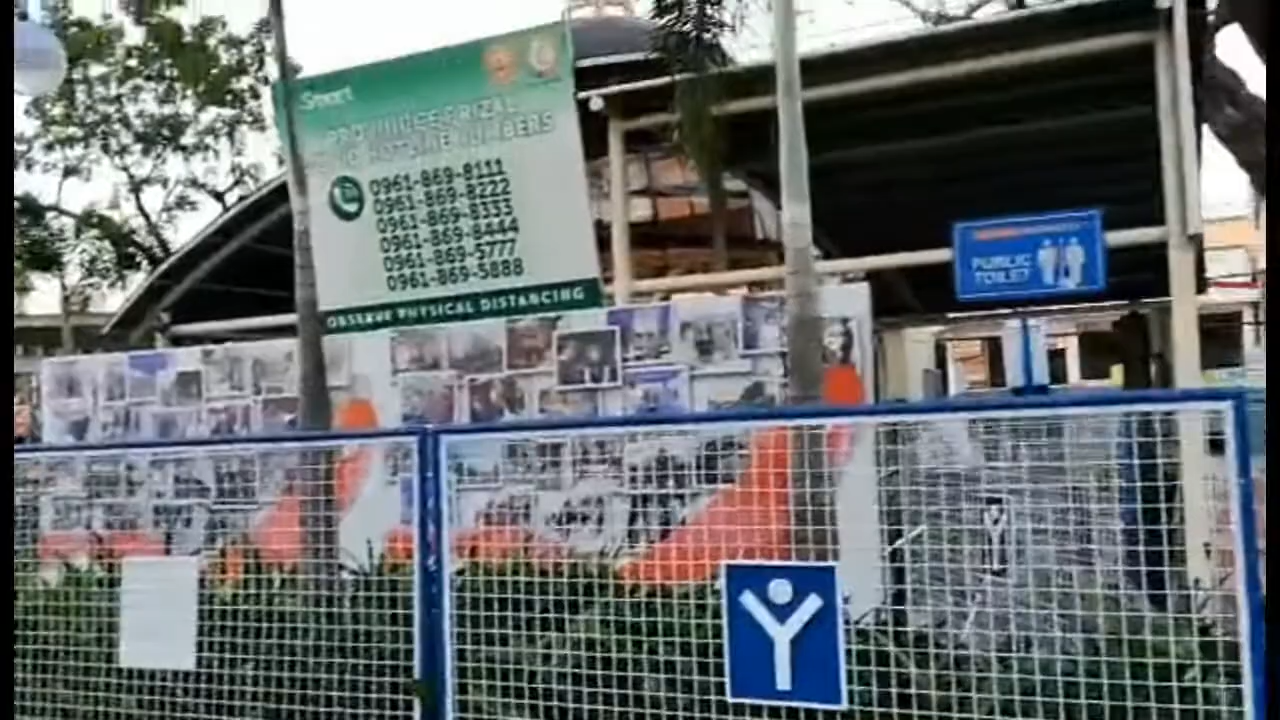 Smart
PROVINCE RIZAL
HOTLINE NUMBERS
0961-869-8111
0961-869-8222
0961-869-8333
0961-869-8444
0961-869-5777
0961-869-5888
OBSERVE PHYSICAL DISTANCING
PUBLIC
TOILET